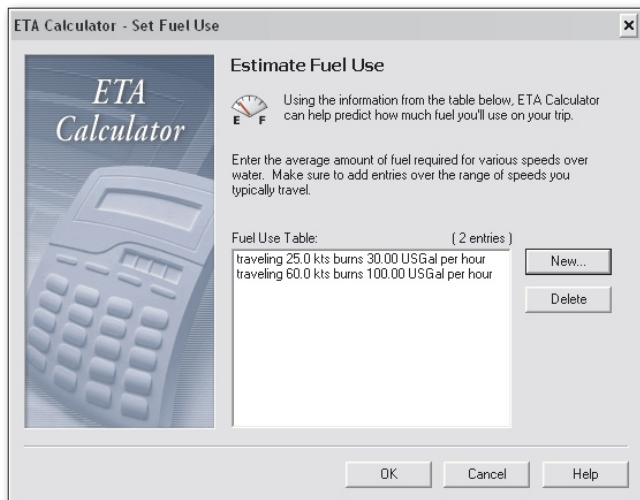 ETA Calculator - Set Fuel Use
ETA
Calculator
Estimate Fuel Use
E F
Using the information from the table below, ETA Calculator
can help predict how much fuel you'll use on your trip.
Enter the average amount of fuel required for various speeds over
water. Make sure to add entries over the range of speeds you
typically travel.
Fuel Use Table: ( 2 entries )
traveling 25.0 kts burns 30.00 USGal per hour
traveling 60.0 kts burns 100.00 USGal per hour
New...
Delete
OK Cancel Help